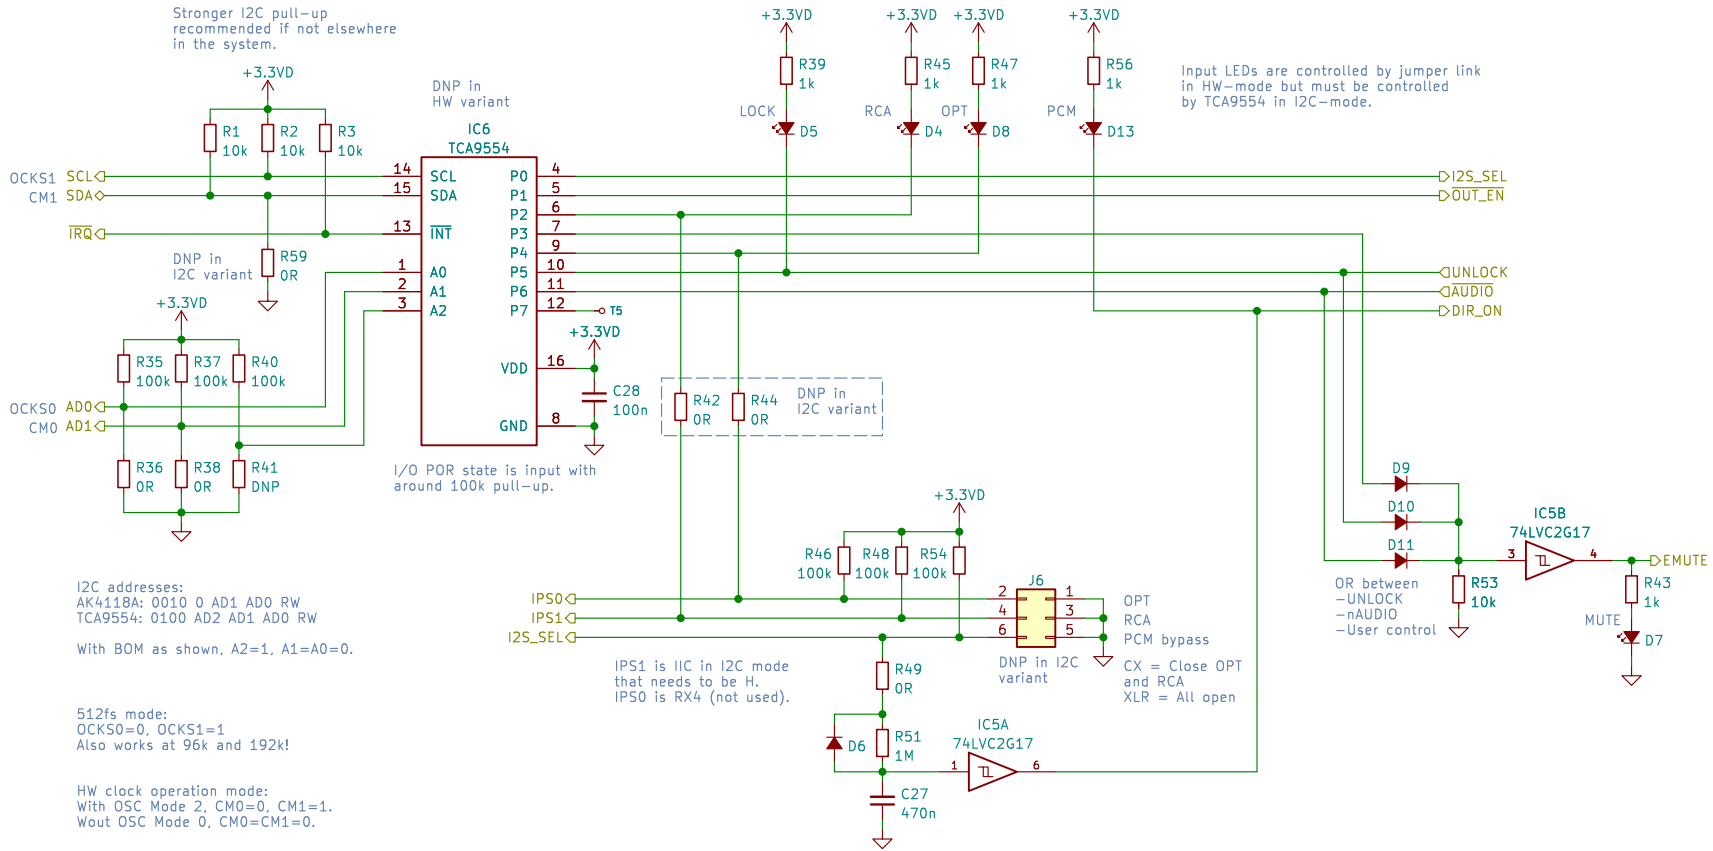 Stronger I2C pull-up
recommended if not elsewhere
in the system.
+3.3VD
R1
10k
R2
10k
R3
10k
OCKS1 SCL
CM1 SDA
IRQ
DNP in
I2C variant
R59
0R
+3.3VD
R35
100k
R37
100k
R40
100k
OCKS0 AD0
CM0 AD1
R36
0R
R38
0R
R41
DNP
DNP in
HW variant
IC6
TCA9554
14 SCL
15 SDA
13 INT
1 A0
2 A1
3 A2
P0 4
P1 5
P2 6
P3 7
P4 9
P5 10
P6 11
P7 12
VDD 16
GND 8
T5
+3.3VD
C28
100n
I/O POR state is input with
around 100k pull-up.
+3.3VD
R39
1k
LOCK
D5
+3.3VD
R45
1k
RCA
D4
+3.3VD
R47
1k
OPT
D8
+3.3VD
R56
1k
PCM
D13
Input LEDs are controlled by jumper link
in HW-mode but must be controlled
by TCA9554 in I2C-mode.
I2S_SEL
OUT_EN
UNLOCK
AUDIO
DIR_ON
R42
0R
R44
0R
DNP in
I2C variant
+3.3VD
R46
100k
R48
100k
R54
100k
IPS0
IPS1
I2S_SEL
J6
2
4
6
1
3
5
OPT
RCA
PCM bypass
DNP in I2C
variant
CX = Close OPT
and RCA
XLR = All open
IPS1 is IIC in I2C mode
that needs to be H.
IPS0 is RX4 (not used).
R49
0R
D6
R51
1M
C27
470n
IC5A
74LVC2G17
1
6
D9
D10
D11
OR between
-UNLOCK
-nAUDIO
-User control
R53
10k
IC5B
74LVC2G17
3
4
EMUTE
R43
1k
MUTE
D7
I2C addresses:
AK4118A: 0010 0 AD1 AD0 RW
TCA9554: 0100 AD2 AD1 AD0 RW
With BOM as shown, A2=1, A1=A0=0.
512fs mode:
OCKS0=0, OCKS1=1
Also works at 96k and 192k!
HW clock operation mode:
With OSC Mode 2, CM0=0, CM1=1.
Wout OSC Mode 0, CM0=CM1=0.